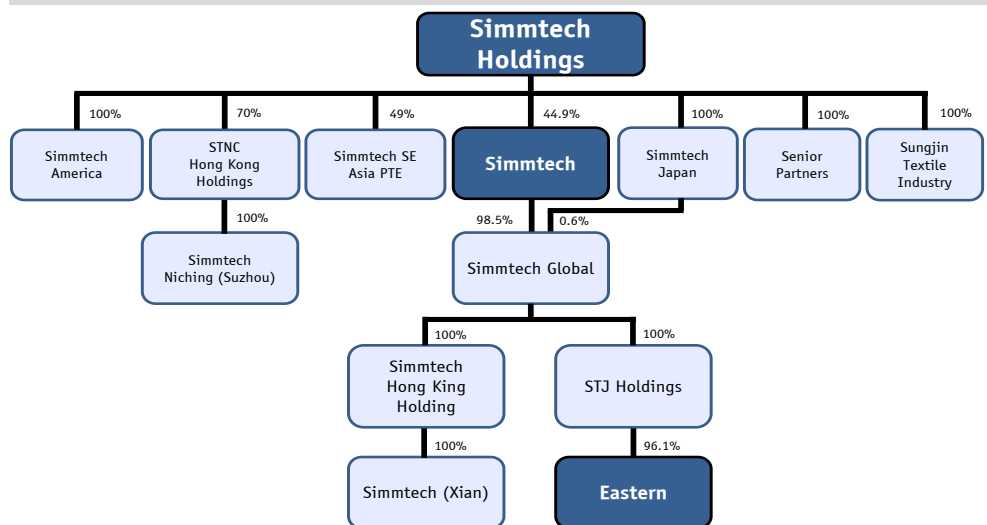 Simmtech
Holdings
100%
70%
49%
44.9%
100%
100%
100%
Simmtech
America
STNC
Hong Kong
Holdings
Simmtech SE
Asia PTE
Simmtech
Simmtech
Japan
Senior
Partners
Sungjin
Textile
Industry
100%
98.5%
0.6%
Simmtech
Niching (Suzhou)
Simmtech Global
100%
100%
Simmtech
Hong King
Holding
STJ Holdings
100%
96.1%
Simmtech (Xian)
Eastern